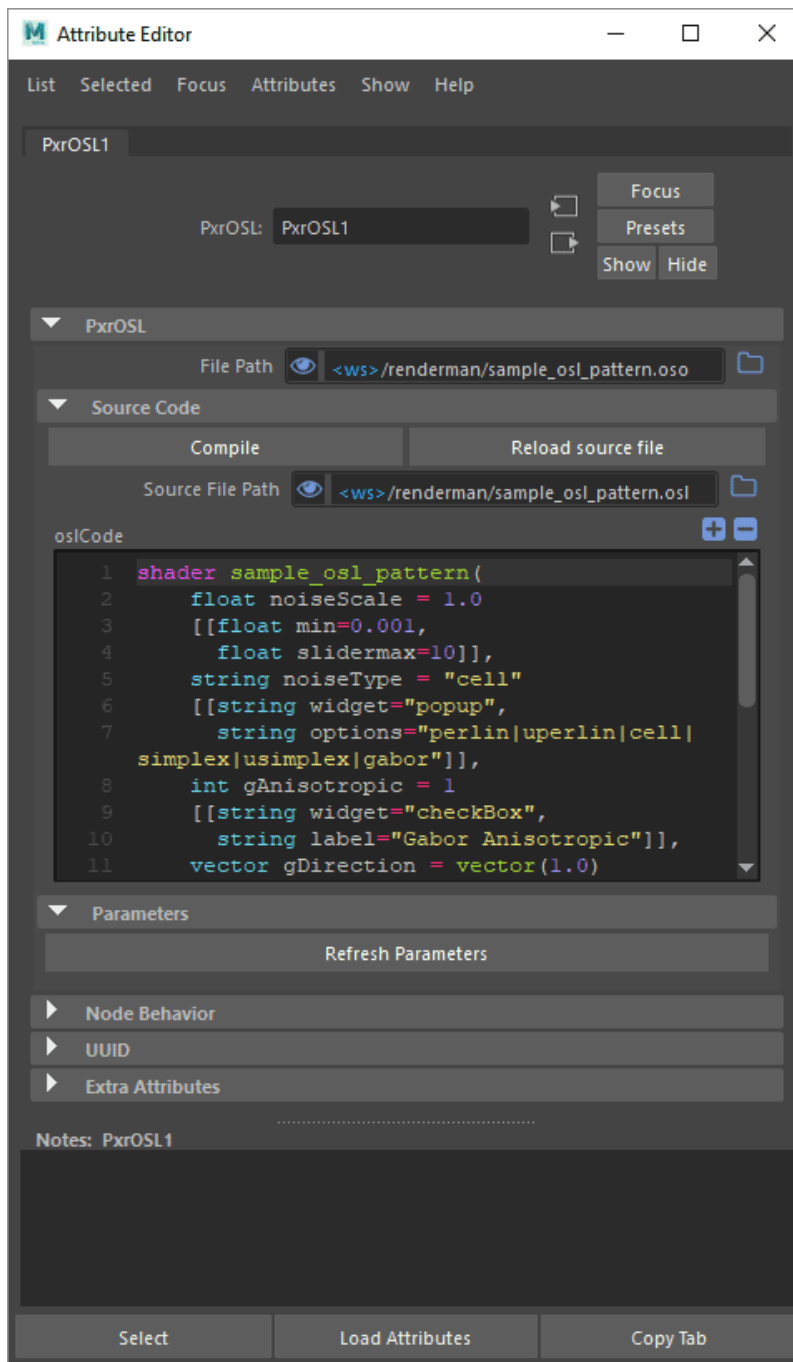 Attribute Editor
List Selected Focus Attributes Show Help
PxrOSL1
Focus
PxrOSL: PxrOSL1
Presets
Show Hide
PxrOSL
File Path <ws>/renderman/sample_osl_pattern.oso
Source Code
Compile Reload source file
Source File Path <ws>/renderman/sample_osl_pattern.osl
oslCode
1 shader sample_osl_pattern(
2 float noiseScale = 1.0
3 [[float min=0.001,
4 float slidermax=10]],
5 string noiseType = "cell"
6 [[string widget="popup",
7 string options="perlin|uperlin|cell|
simplex|usimplex|gabor"]],
8 int gAnisotropic = 1
9 [[string widget="checkBox",
10 string label="Gabor Anisotropic"]],
11 vector gDirection = vector(1.0)
Parameters
Refresh Parameters
Node Behavior
UUID
Extra Attributes
Notes: PxrOSL1
Select Load Attributes Copy Tab